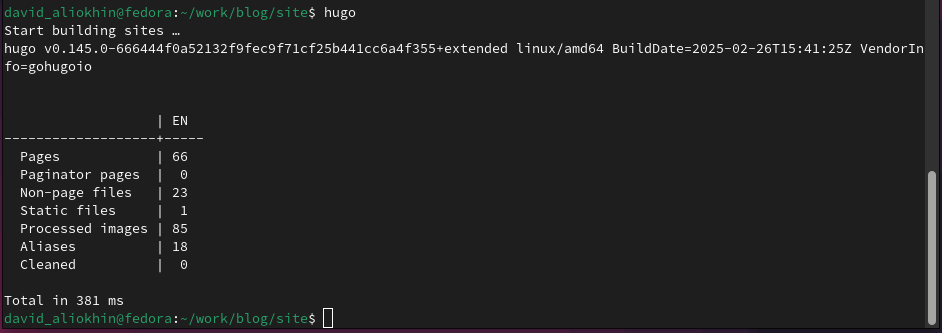 david_aliokhin@fedora:~/work/blog/site$ hugo
Start building sites …
hugo v0.145.0-666444f0a52132f9fec9f71cf25b441cc6a4f355+extended linux/amd64 BuildDate=2025-02-26T15:41:25Z VendorIn
fo=gohugoio
| EN
-------------------+-----
Pages | 66
Paginator pages | 0
Non-page files | 23
Static files | 1
Processed images | 85
Aliases | 18
Cleaned | 0
Total in 381 ms
david_aliokhin@fedora:~/work/blog/site$